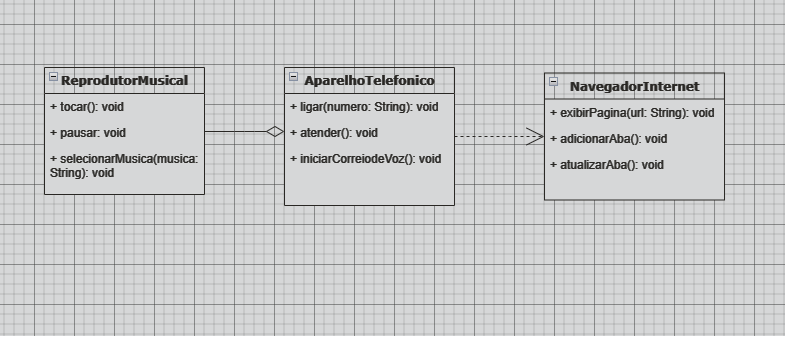 ReprodutorMusical
+ tocar(): void
+ pausar: void
+ selecionarMusica(musica:
String): void
AparelhoTelefonico
+ ligar(numero: String): void
+ atender(): void
+ iniciarCorreiodeVoz(): void
NavegadorInternet
+ exibirPagina(url: String): void
+ adicionarAba(): void
+ atualizarAba(): void